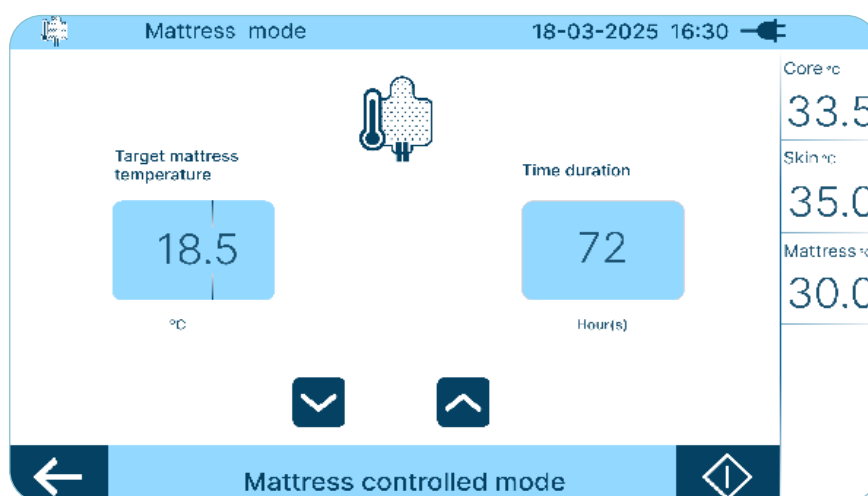 Mattress mode 18-03-2025 16:30
Core °C
33.5
Skin °C
35.0
Mattress °C
30.0
Target mattress
temperature
18.5
°C
Time duration
72
Hour(s)
Mattress controlled mode